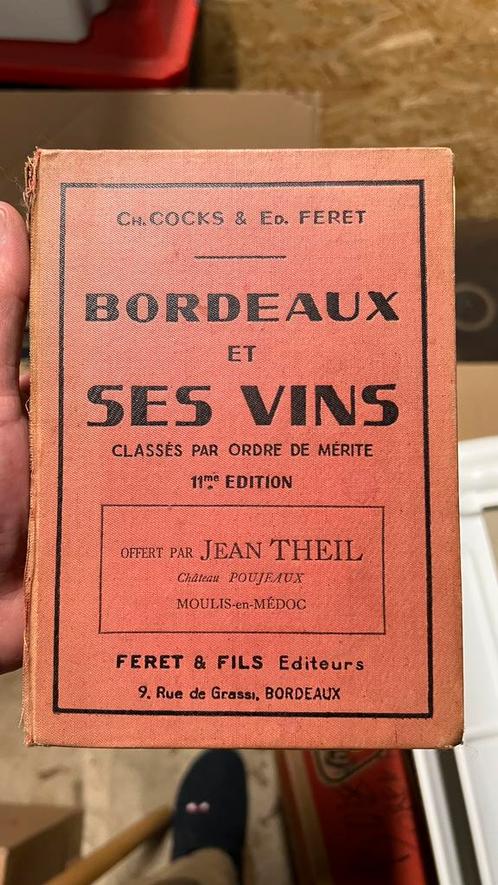 CH. COCKS & ED. FERET
BORDEAUX
ET
SES VINS
CLASSÉS PAR ORDRE DE MÉRITE
11me EDITION
OFFERT PAR JEAN THEIL
Château POUJEAUX
MOULIS-en-MÉDOC
FERET & FILS Editeurs
9, Rue de Grassi, BORDEAUX